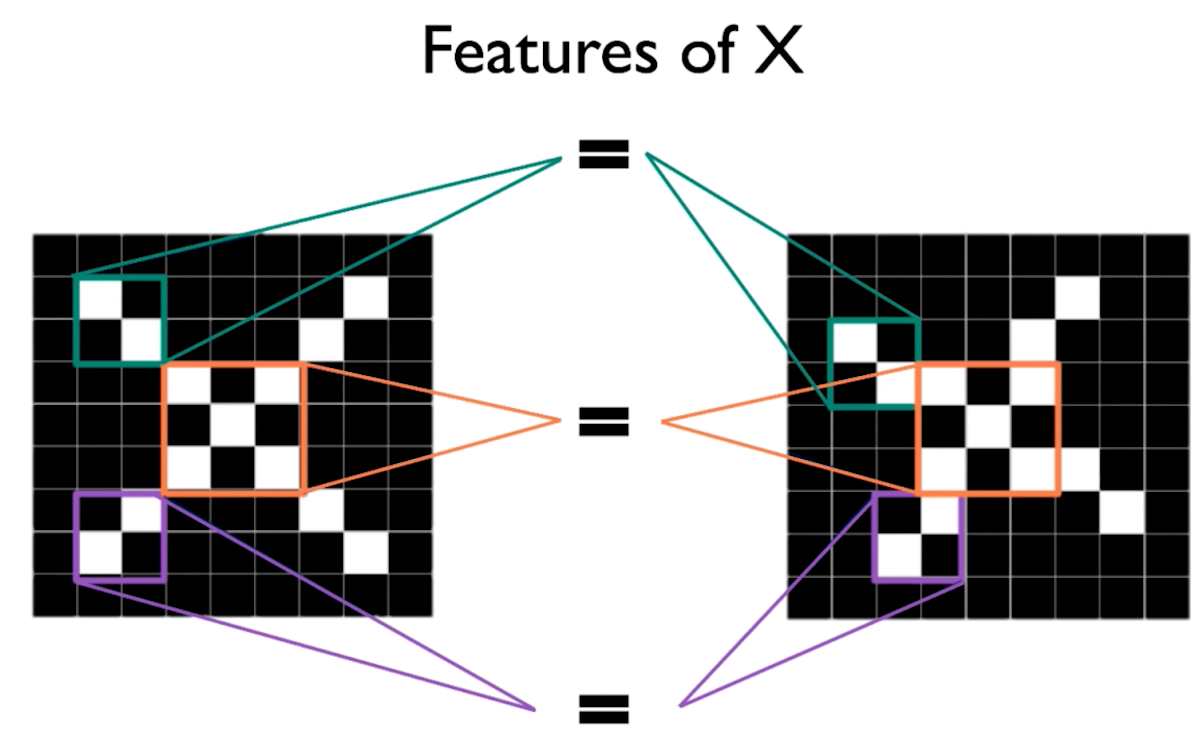 Features of X
=
=
=